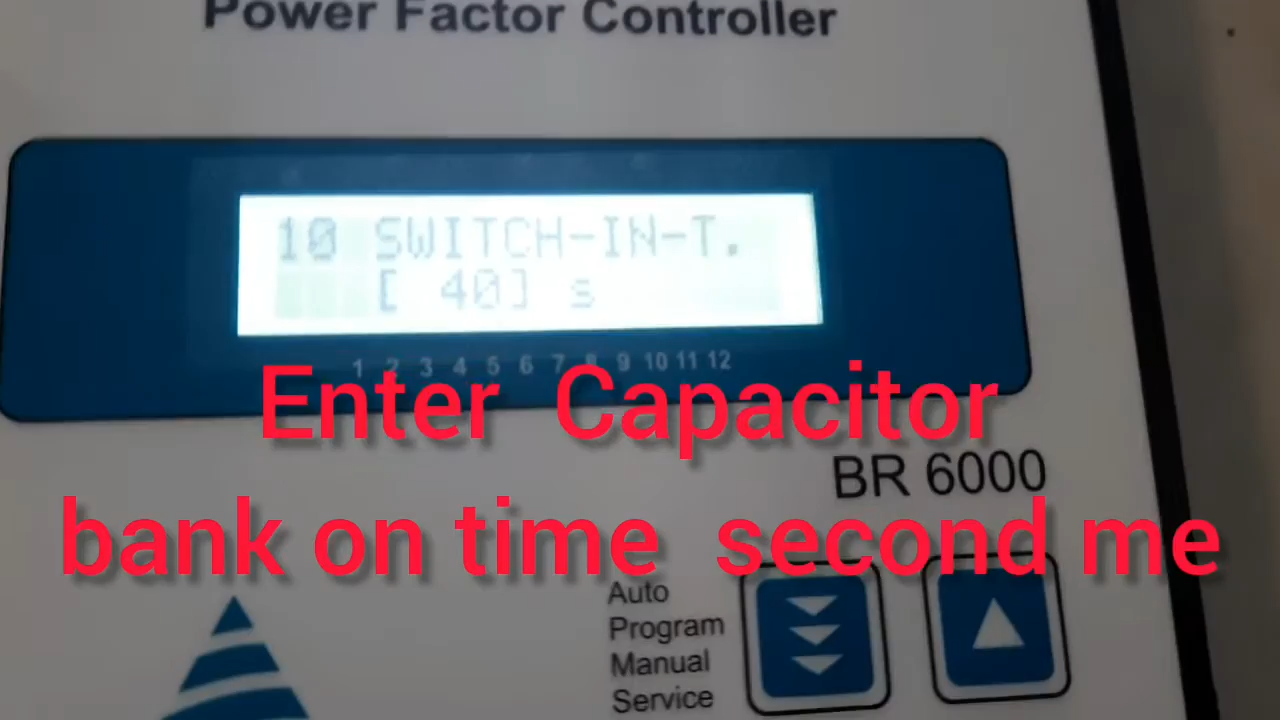 Power Factor Controller
10 SWITCH-IN-T.
[ 40] s
1 2 3 4 5 6 7 8 9 10 11 12
Enter Capacitor
BR 6000
bank on time second me
Auto
Program
Manual
Service